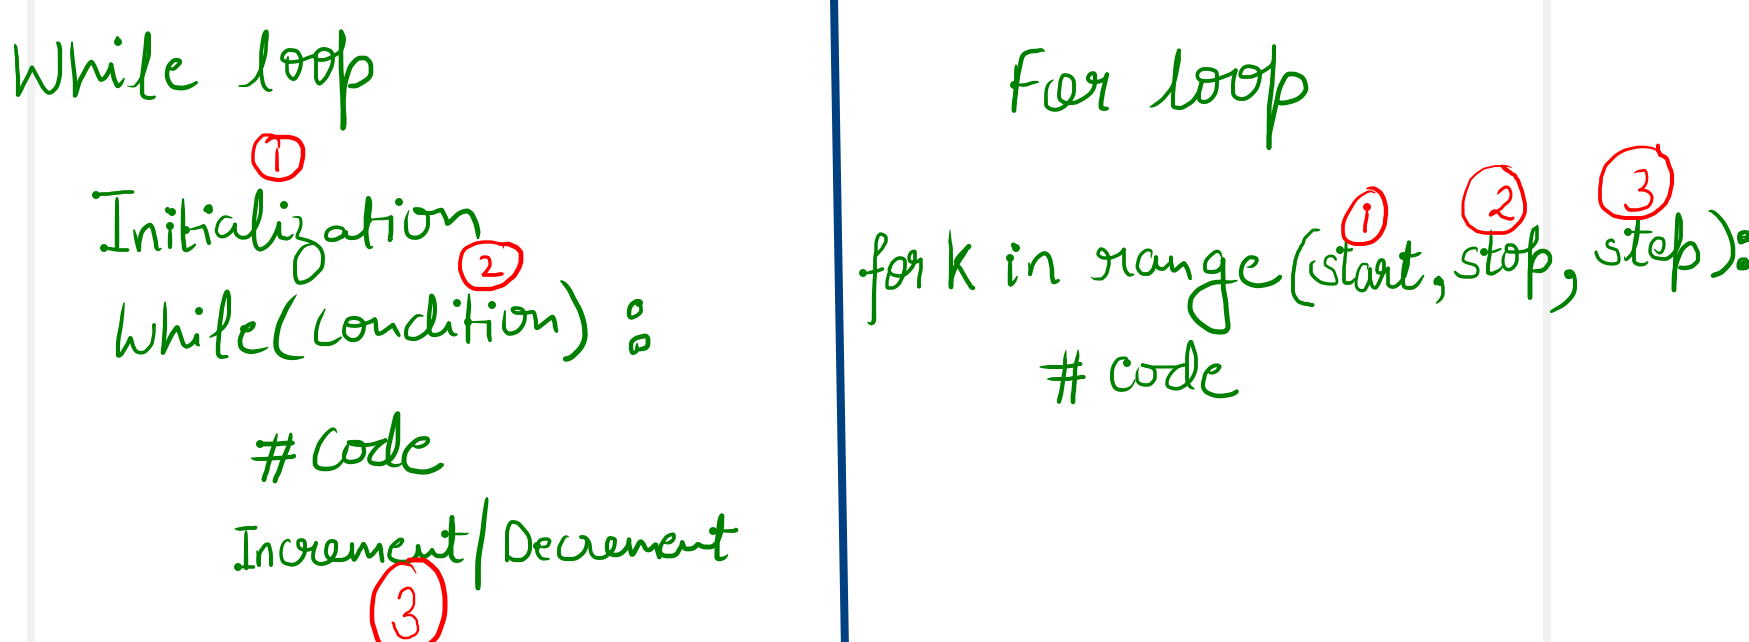 While loop
1
Initialization
2
While(condition):
# Code
Increment/Decrement
3
For loop
1 2 3
for K in range(start, stop, step):
# code